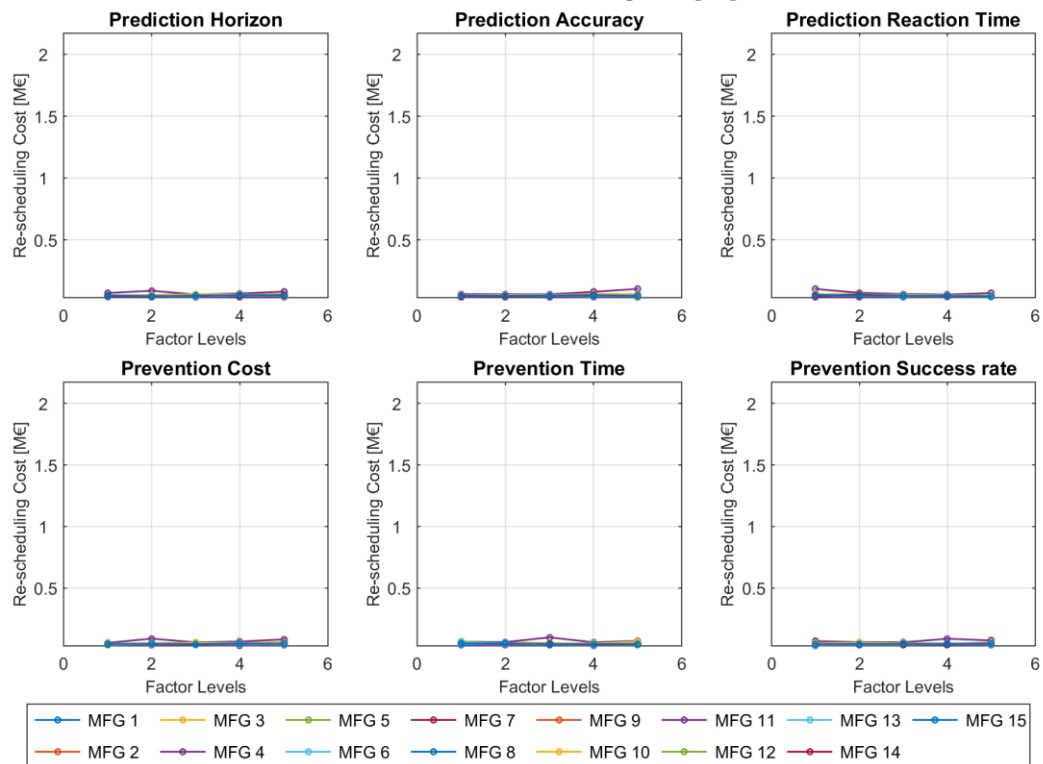 Prediction Horizon
Prediction Accuracy
Prediction Reaction Time
2
1.5
1
0.5
0 2 4 6
Re-scheduling Cost [M€]
Factor Levels
2
1.5
1
0.5
0 2 4 6
Re-scheduling Cost [M€]
Factor Levels
2
1.5
1
0.5
0 2 4 6
Re-scheduling Cost [M€]
Factor Levels
Prevention Cost
Prevention Time
Prevention Success rate
2
1.5
1
0.5
0 2 4 6
Re-scheduling Cost [M€]
Factor Levels
2
1.5
1
0.5
0 2 4 6
Re-scheduling Cost [M€]
Factor Levels
2
1.5
1
0.5
0 2 4 6
Re-scheduling Cost [M€]
Factor Levels
MFG 1 MFG 3 MFG 5 MFG 7 MFG 9 MFG 11 MFG 13 MFG 15
MFG 2 MFG 4 MFG 6 MFG 8 MFG 10 MFG 12 MFG 14